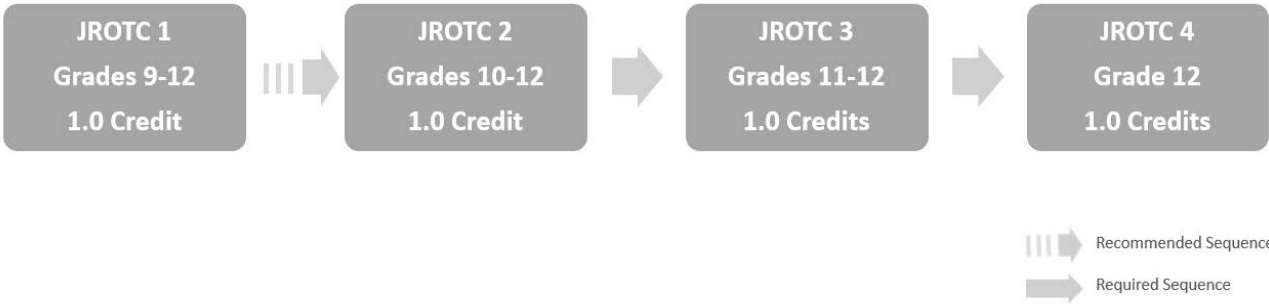 JROTC 1
Grades 9-12
1.0 Credit
JROTC 2
Grades 10-12
1.0 Credit
JROTC 3
Grades 11-12
1.0 Credits
JROTC 4
Grade 12
1.0 Credits
Recommended Sequence
Required Sequence